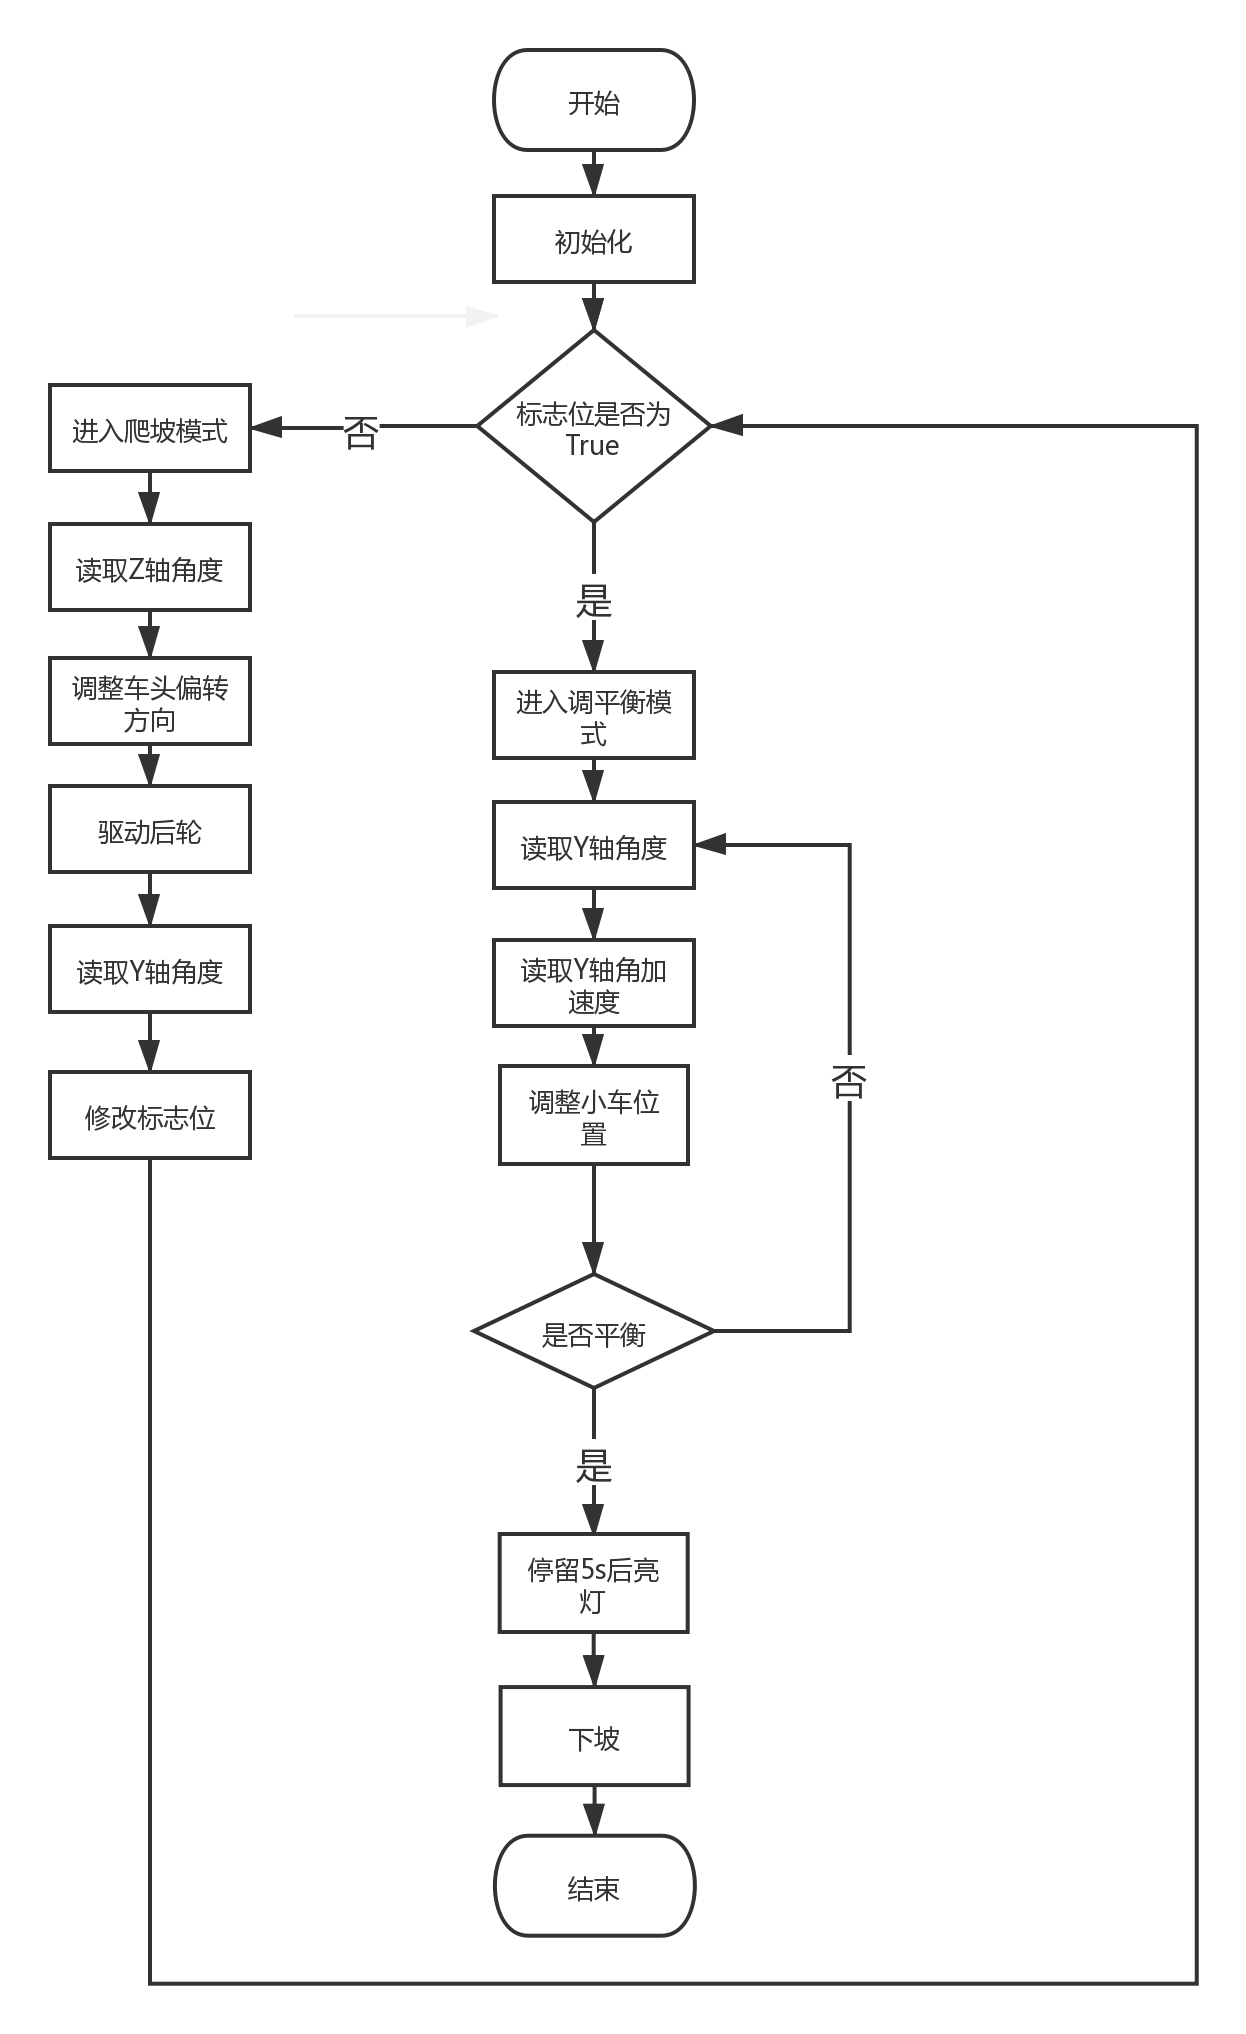 开始
初始化
标志位是否为
True
否
进入爬坡模式
读取Z轴角度
调整车头偏转
方向
驱动后轮
读取Y轴角度
修改标志位
是
进入调平衡模
式
读取Y轴角度
读取Y轴角加
速度
调整小车位
置
否
是否平衡
是
停留5s后亮
灯
下坡
结束